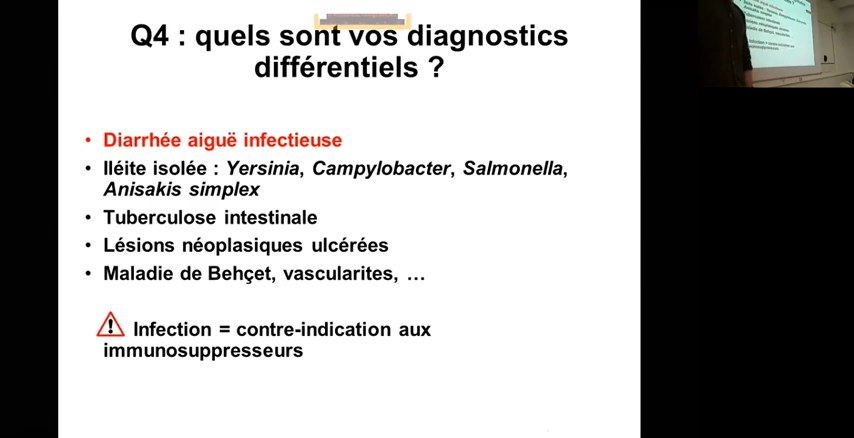 Q4 : quels sont vos diagnostics
différentiels ?
• Diarrhée aiguë infectieuse
• Iléite isolée : Yersinia, Campylobacter, Salmonella,
Anisakis simplex
• Tuberculose intestinale
• Lésions néoplasiques ulcérées
• Maladie de Behçet, vascularites, …
! Infection = contre-indication aux
immunosuppresseurs